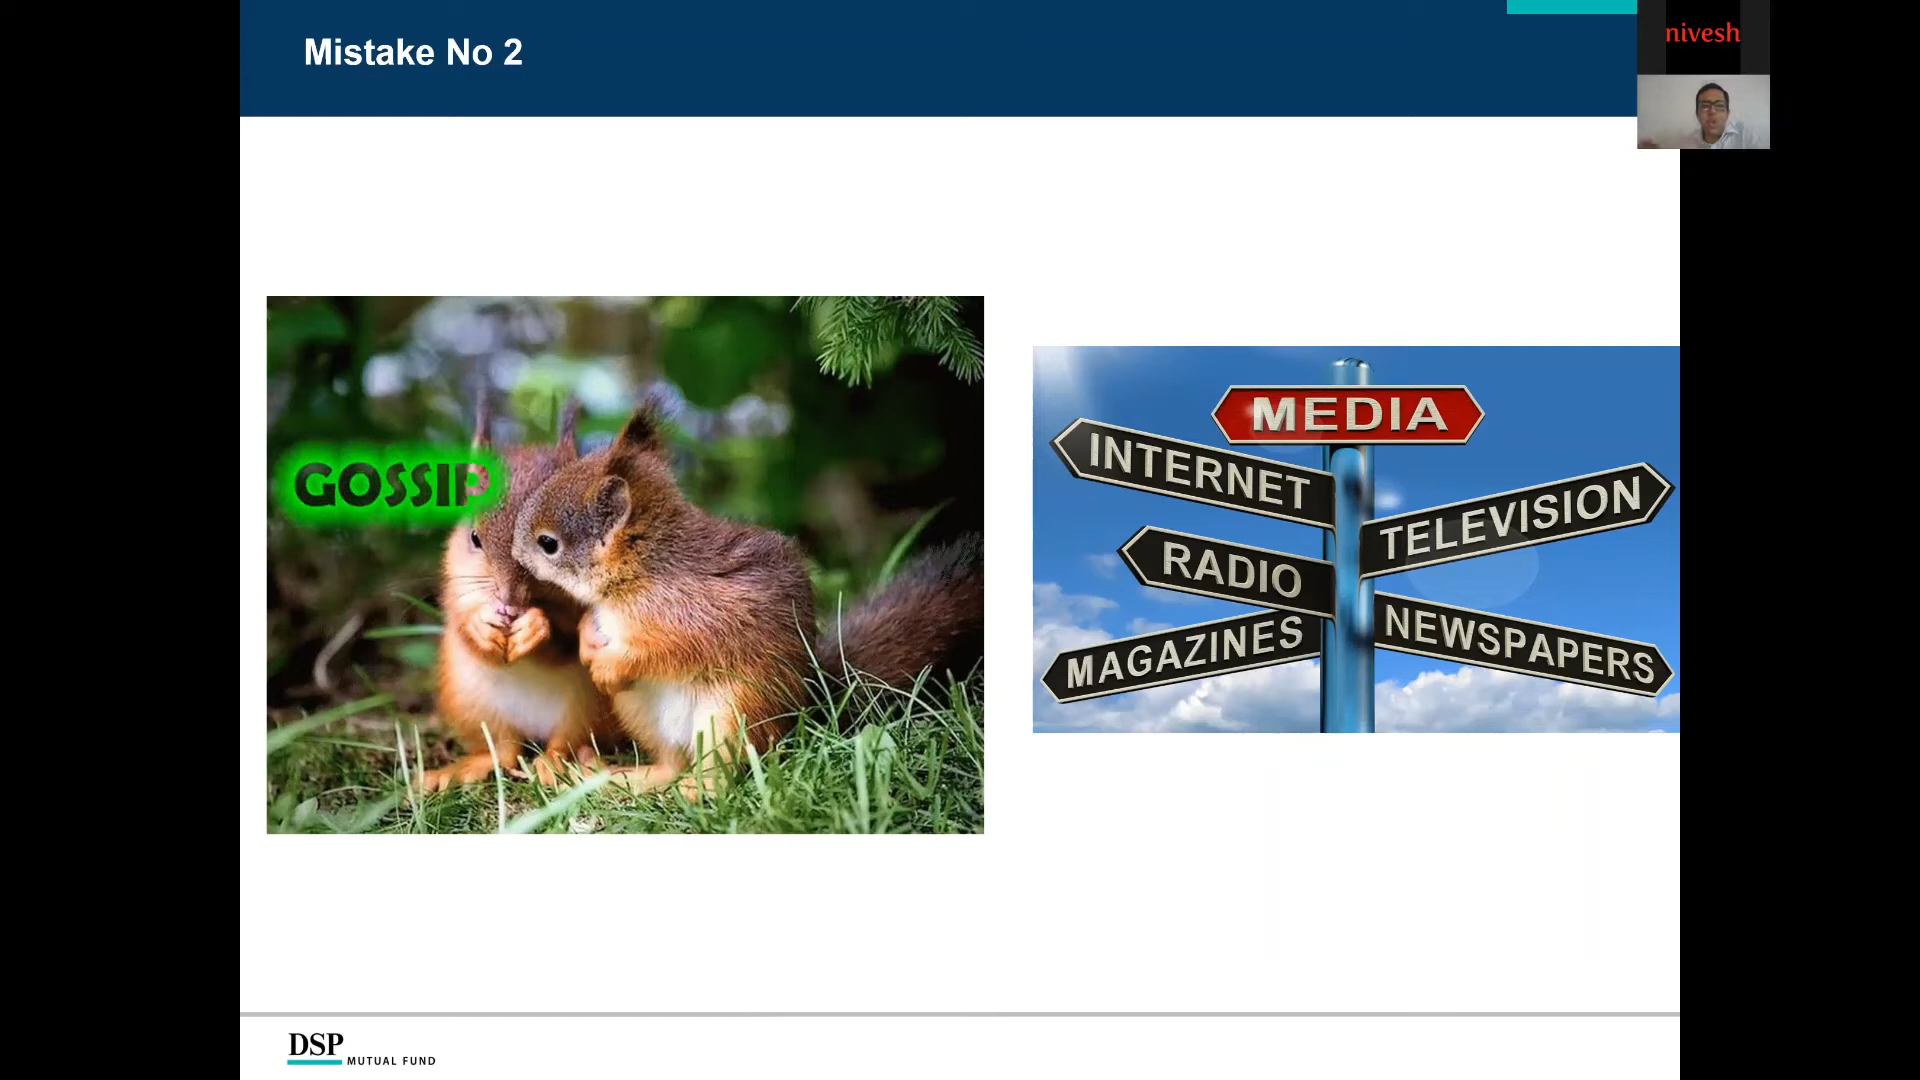 Mistake No 2
nivesh
GOSSIP
MEDIA
INTERNET
TELEVISION
RADIO
NEWSPAPERS
MAGAZINES
DSP
MUTUAL FUND